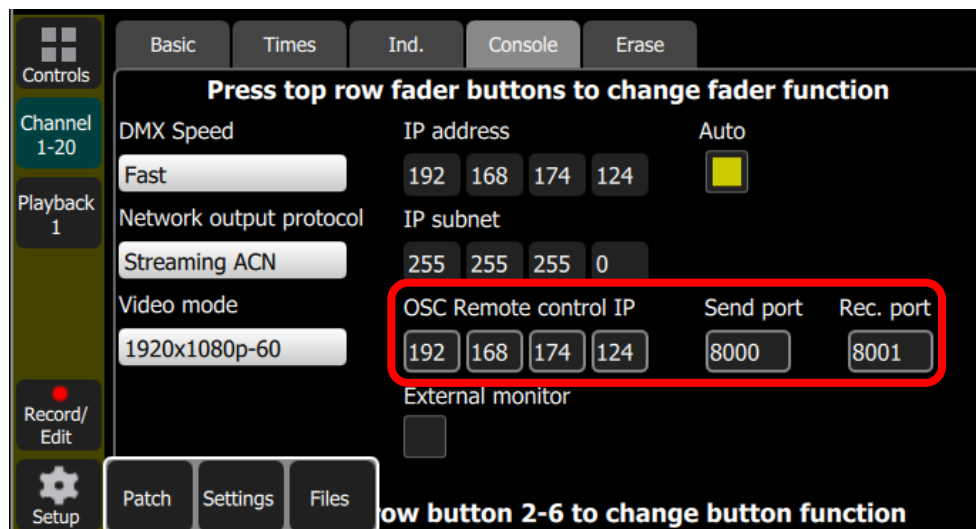 Controls
Channel
1-20
Playback
1
Record/
Edit
Setup
Basic Times Ind. Console Erase
Press top row fader buttons to change fader function
DMX Speed IP address Auto
Fast 192 168 174 124
Network output protocol IP subnet
Streaming ACN 255 255 255 0
Video mode OSC Remote control IP Send port Rec. port
1920x1080p-60 192 168 174 124 8000 8001
External monitor
Patch Settings Files
row button 2-6 to change button function